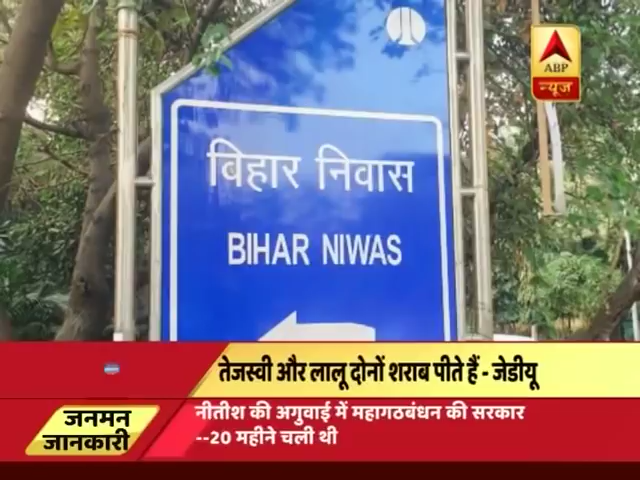 ABP
न्यूज़
बिहार निवास
BIHAR NIWAS
तेजस्वी और लालू दोनों शराब पीते हैं - जेडीयू
जनमन
जानकारी
नीतीश की अगुवाई में महागठबंधन की सरकार
--20 महीने चली थी